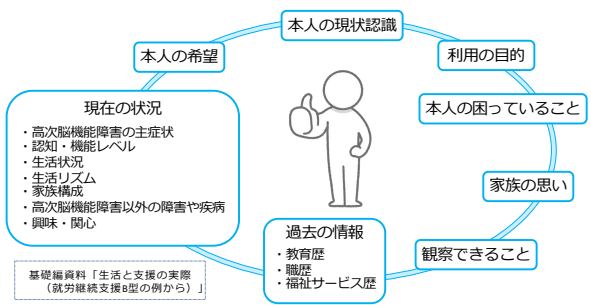 本人の現状認識
本人の希望
利用の目的
現在の状況
・高次脳機能障害の主症状
・認知・機能レベル
・生活状況
・生活リズム
・家族構成
・高次脳機能障害以外の障害や疾病
・興味・関心
本人の困っていること
家族の思い
過去の情報
・教育歴
・職歴
・福祉サービス歴
観察できること
基礎編資料「生活と支援の実際
（就労継続支援B型の例から）」